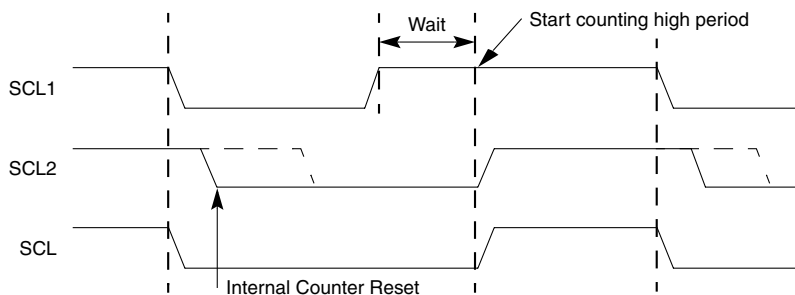 Wait
Start counting high period
SCL1
SCL2
SCL
Internal Counter Reset